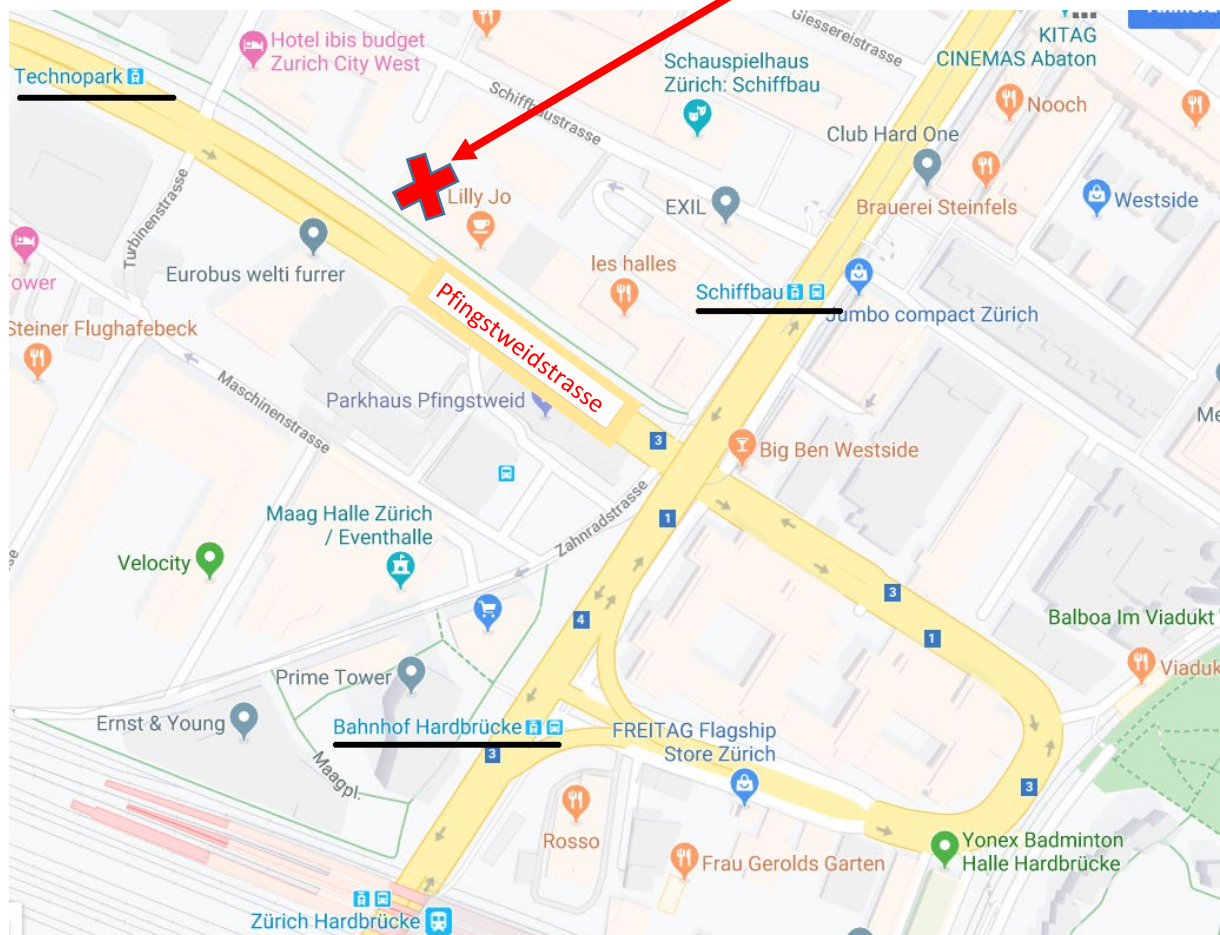 Giessereistrasse
KITAG
CINEMAS Abaton
Hotel ibis budget
Zurich City West
Schauspielhaus
Zürich: Schiffbau
Technopark
Schiffbaustrasse
Nooch
Club Hard One
Turbinenstrasse
Lilly Jo
EXIL
Brauerei Steinfels
Westside
Eurobus welti furrer
les halles
ower
Schiffbau
Jumbo compact Zürich
Pfingstweidstrasse
Steiner Flughafebeck
Maschinenstrasse
Parkhaus Pfingstweid
Me
3
Big Ben Westside
Zahnradstrasse
1
Maag Halle Zürich
/ Eventhalle
Velocity
3
4
1
Balboa Im Viadukt
Viaduk
Prime Tower
Ernst & Young
Bahnhof Hardbrücke
3
FREITAG Flagship
Store Zürich
Maagpl.
3
Rosso
Yonex Badminton
Halle Hardbrücke
Frau Gerolds Garten
Zürich Hardbrücke